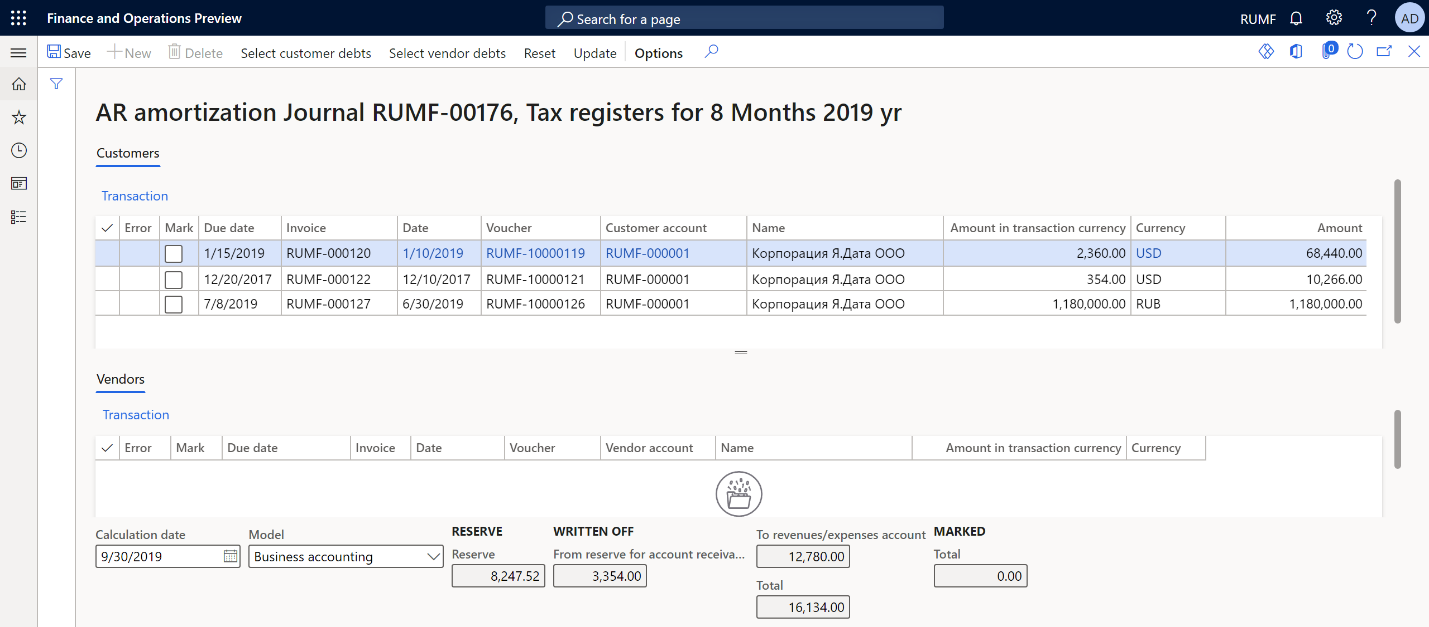 Finance and Operations Preview
Search for a page
RUMF
? AD
Save New Delete Select customer debts Select vendor debts Reset Update Options
0
AR amortization Journal RUMF-00176, Tax registers for 8 Months 2019 yr
Customers
Transaction
Error Mark Due date Invoice Date Voucher Customer account Name Amount in transaction currency Currency Amount
1/15/2019 RUMF-000120 1/10/2019 RUMF-10000119 RUMF-000001 Корпорация Я.Дата ООО 2,360.00 USD 68,440.00
12/20/2017 RUMF-000122 12/10/2017 RUMF-10000121 RUMF-000001 Корпорация Я.Дата ООО 354.00 USD 10,266.00
7/8/2019 RUMF-000127 6/30/2019 RUMF-10000126 RUMF-000001 Корпорация Я.Дата ООО 1,180,000.00 RUB 1,180,000.00
Vendors
Transaction
Error Mark Due date Invoice Date Voucher Vendor account Name Amount in transaction currency Currency
Calculation date Model RESERVE WRITTEN OFF To revenues/expenses account MARKED
9/30/2019 Business accounting Reserve From reserve for account receiva... 12,780.00 Total
8,247.52 3,354.00 Total 0.00
16,134.00